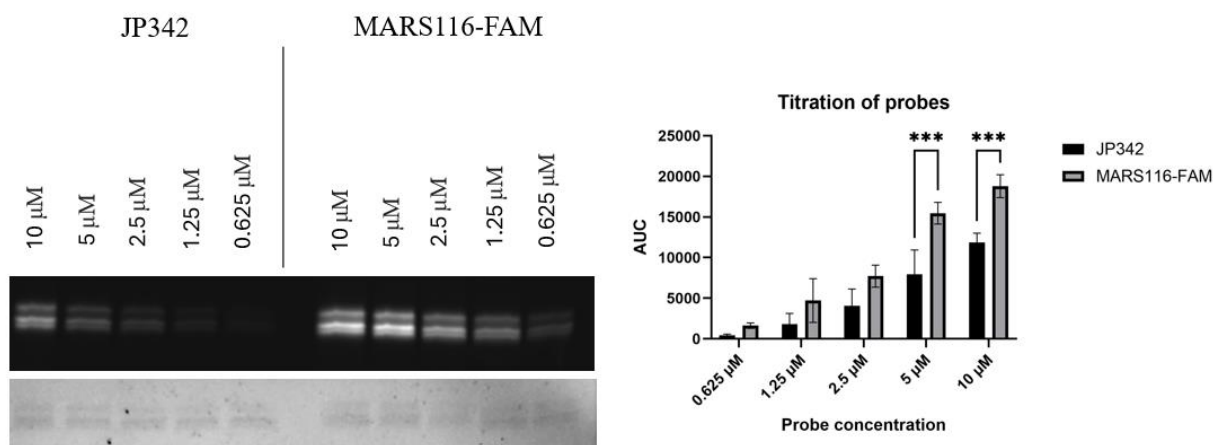 JP342
MARS116-FAM
10 µM
5 µM
2.5 µM
1.25 µM
0.625 µM
10 µM
5 µM
2.5 µM
1.25 µM
0.625 µM
Titration of probes
25000
20000
15000
10000
5000
0
AUC
***
***
0.625 µM
1.25 µM
2.5 µM
5 µM
10 µM
Probe concentration
JP342
MARS116-FAM